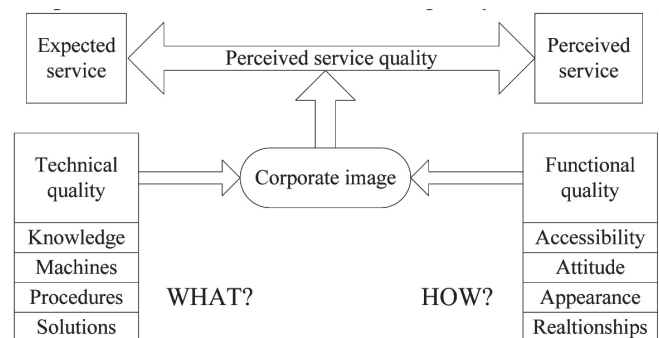 Expected
service
Perceived service quality
Perceived
service
Technical
quality
Corporate image
Functional
quality
Knowledge
Machines
Procedures
Solutions
WHAT?
HOW?
Accessibility
Attitude
Appearance
Realtionships